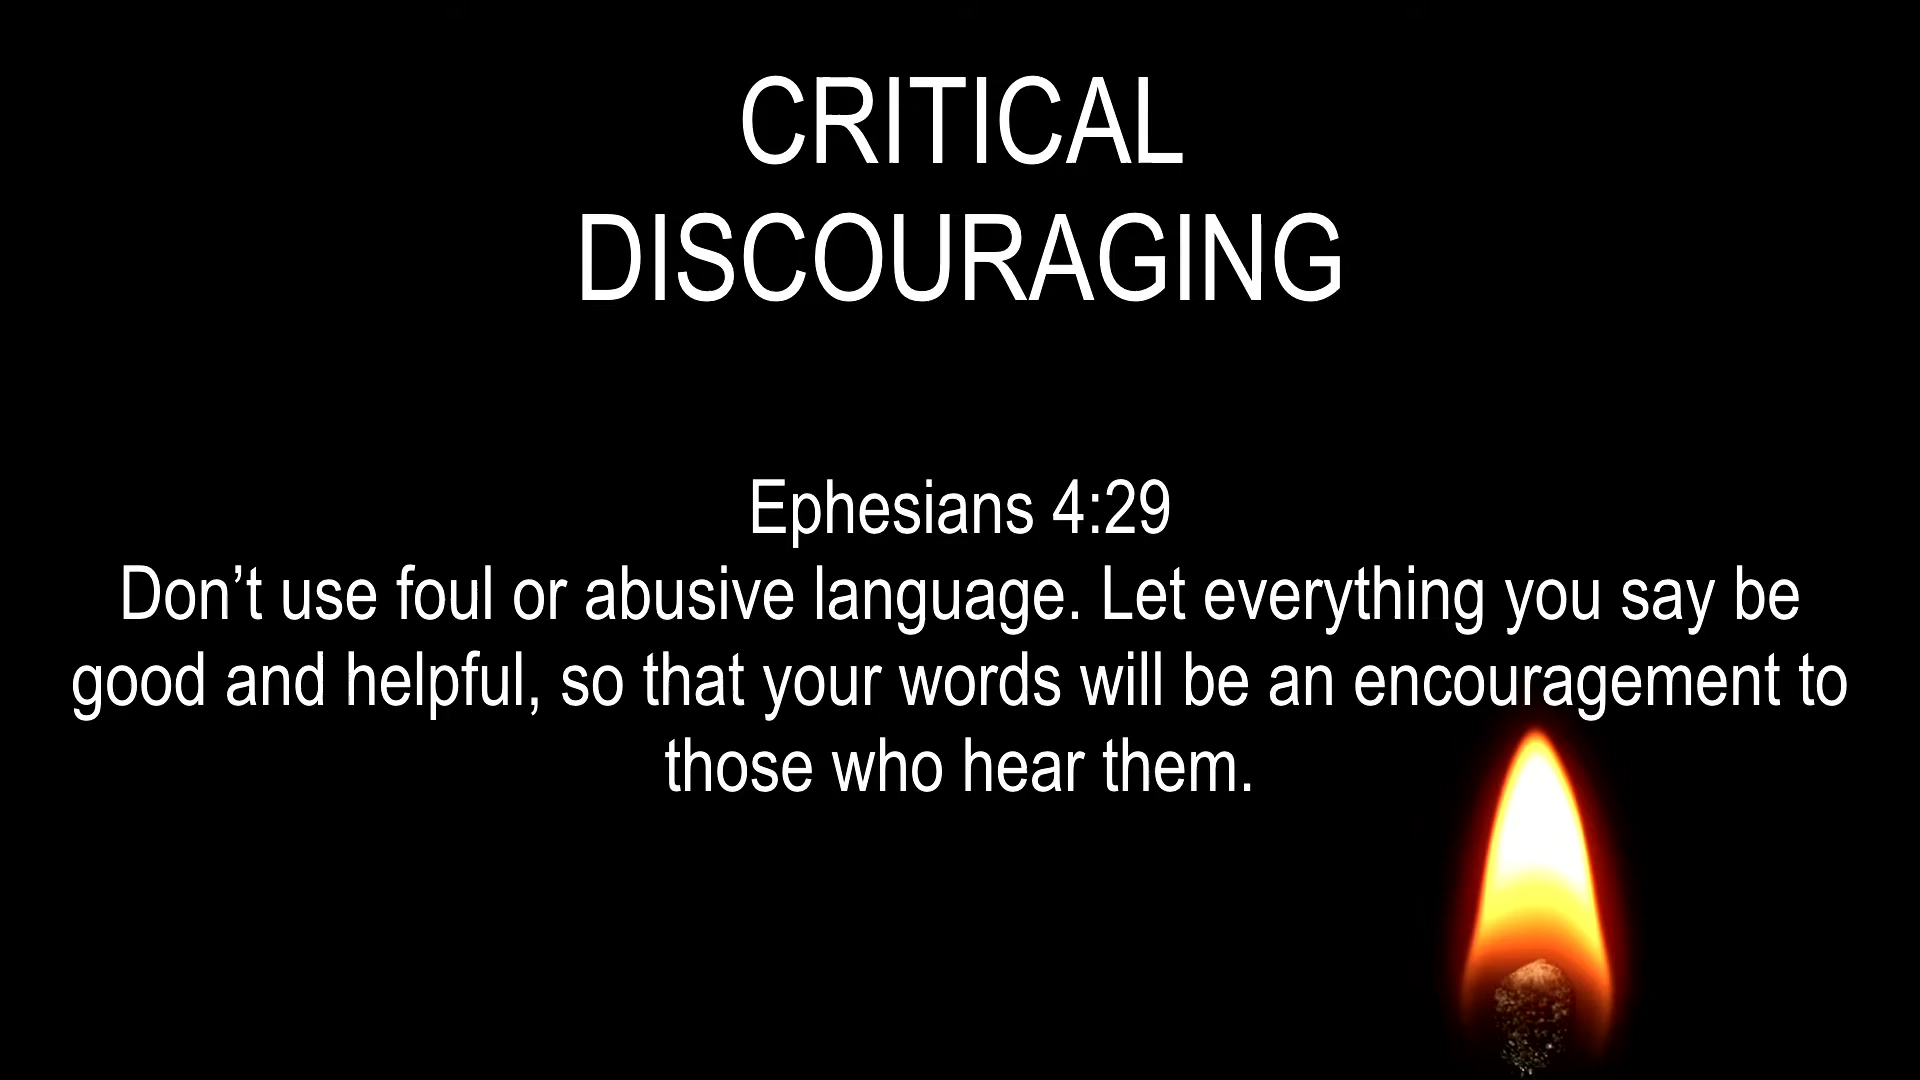 CRITICAL
DISCOURAGING
Ephesians 4:29
Don’t use foul or abusive language. Let everything you say be
good and helpful, so that your words will be an encouragement to
those who hear them.